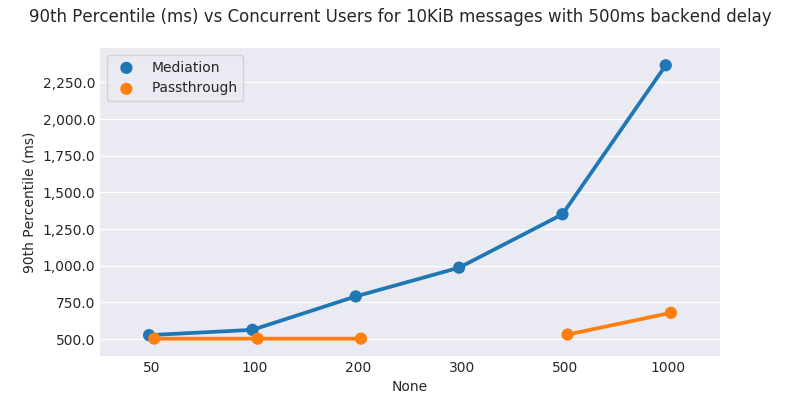 90th Percentile (ms) vs Concurrent Users for 10KiB messages with 500ms backend delay
Mediation
Passthrough
90th Percentile (ms)
2,250.0
2,000.0
1,750.0
1,500.0
1,250.0
1,000.0
750.0
500.0
50 100 200 300 500 1000
None